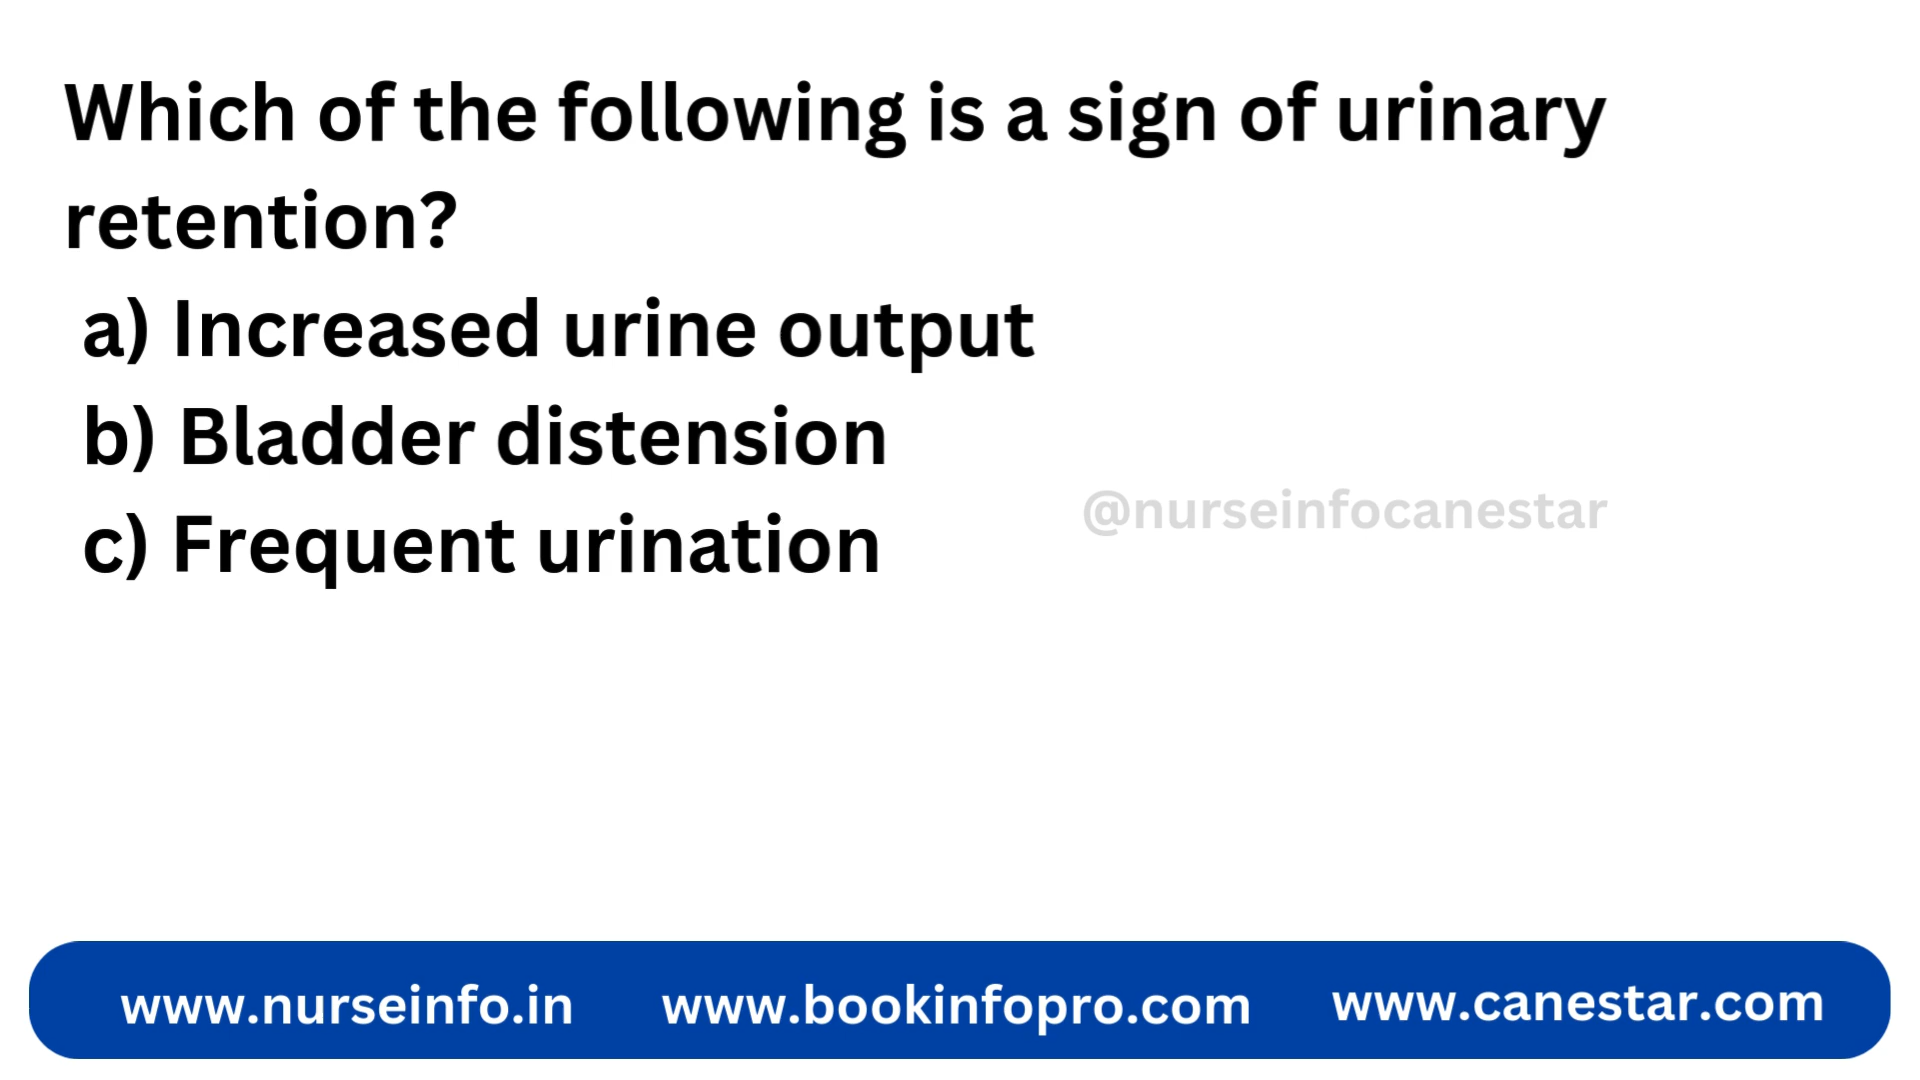 Which of the following is a sign of urinary
retention?
a) Increased urine output
b) Bladder distension
c) Frequent urination
@nurseinfocanestar
www.nurseinfo.in www.bookinfopro.com www.canestar.com